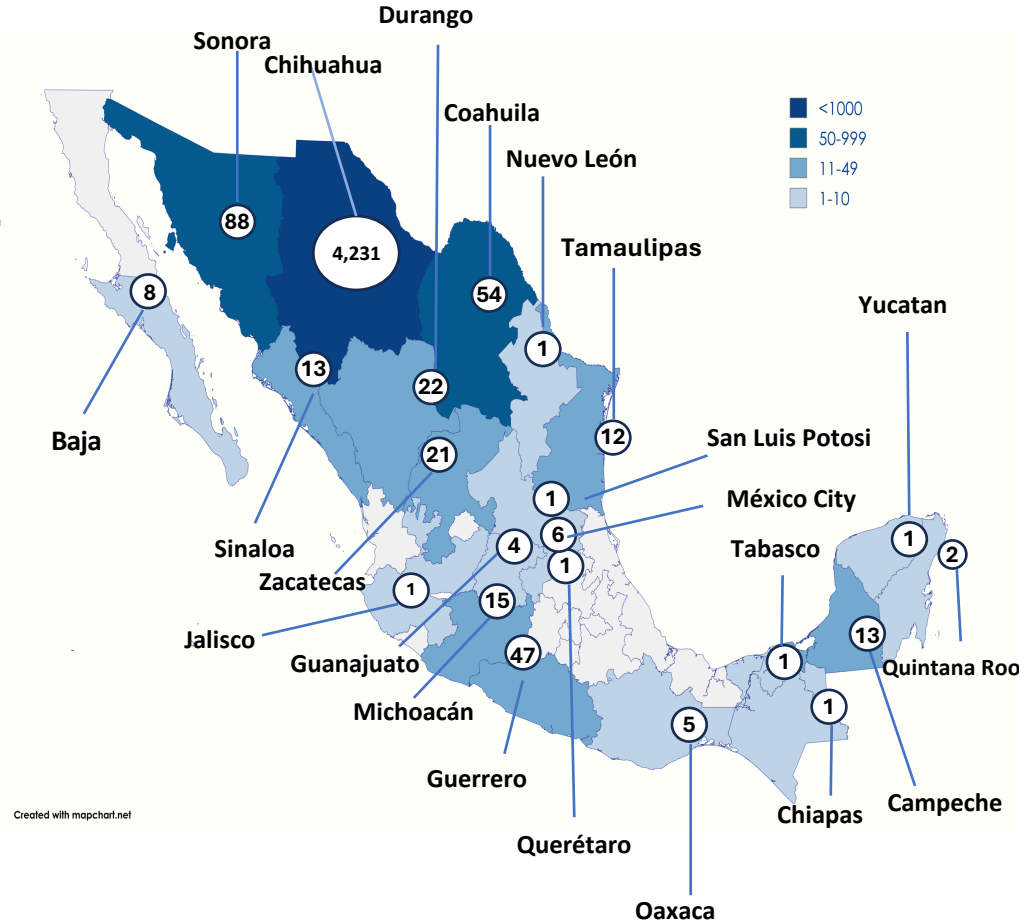 Durango
Sonora
Chihuahua
Coahuila
Nuevo León
Tamaulipas
Yucatan
<1000
50-999
11-49
1-10
88
4,231
54
8
1
13
22
12
Baja
21
San Luis Potosi
1
México City
6
4
1
Tabasco
1
2
Sinaloa
Zacatecas
1
15
Jalisco
Guanajuato
47
13
1
Quintana Roo
Michoacán
1
5
Guerrero
Campeche
Chiapas
Created with mapchart.net
Querétaro
Oaxaca